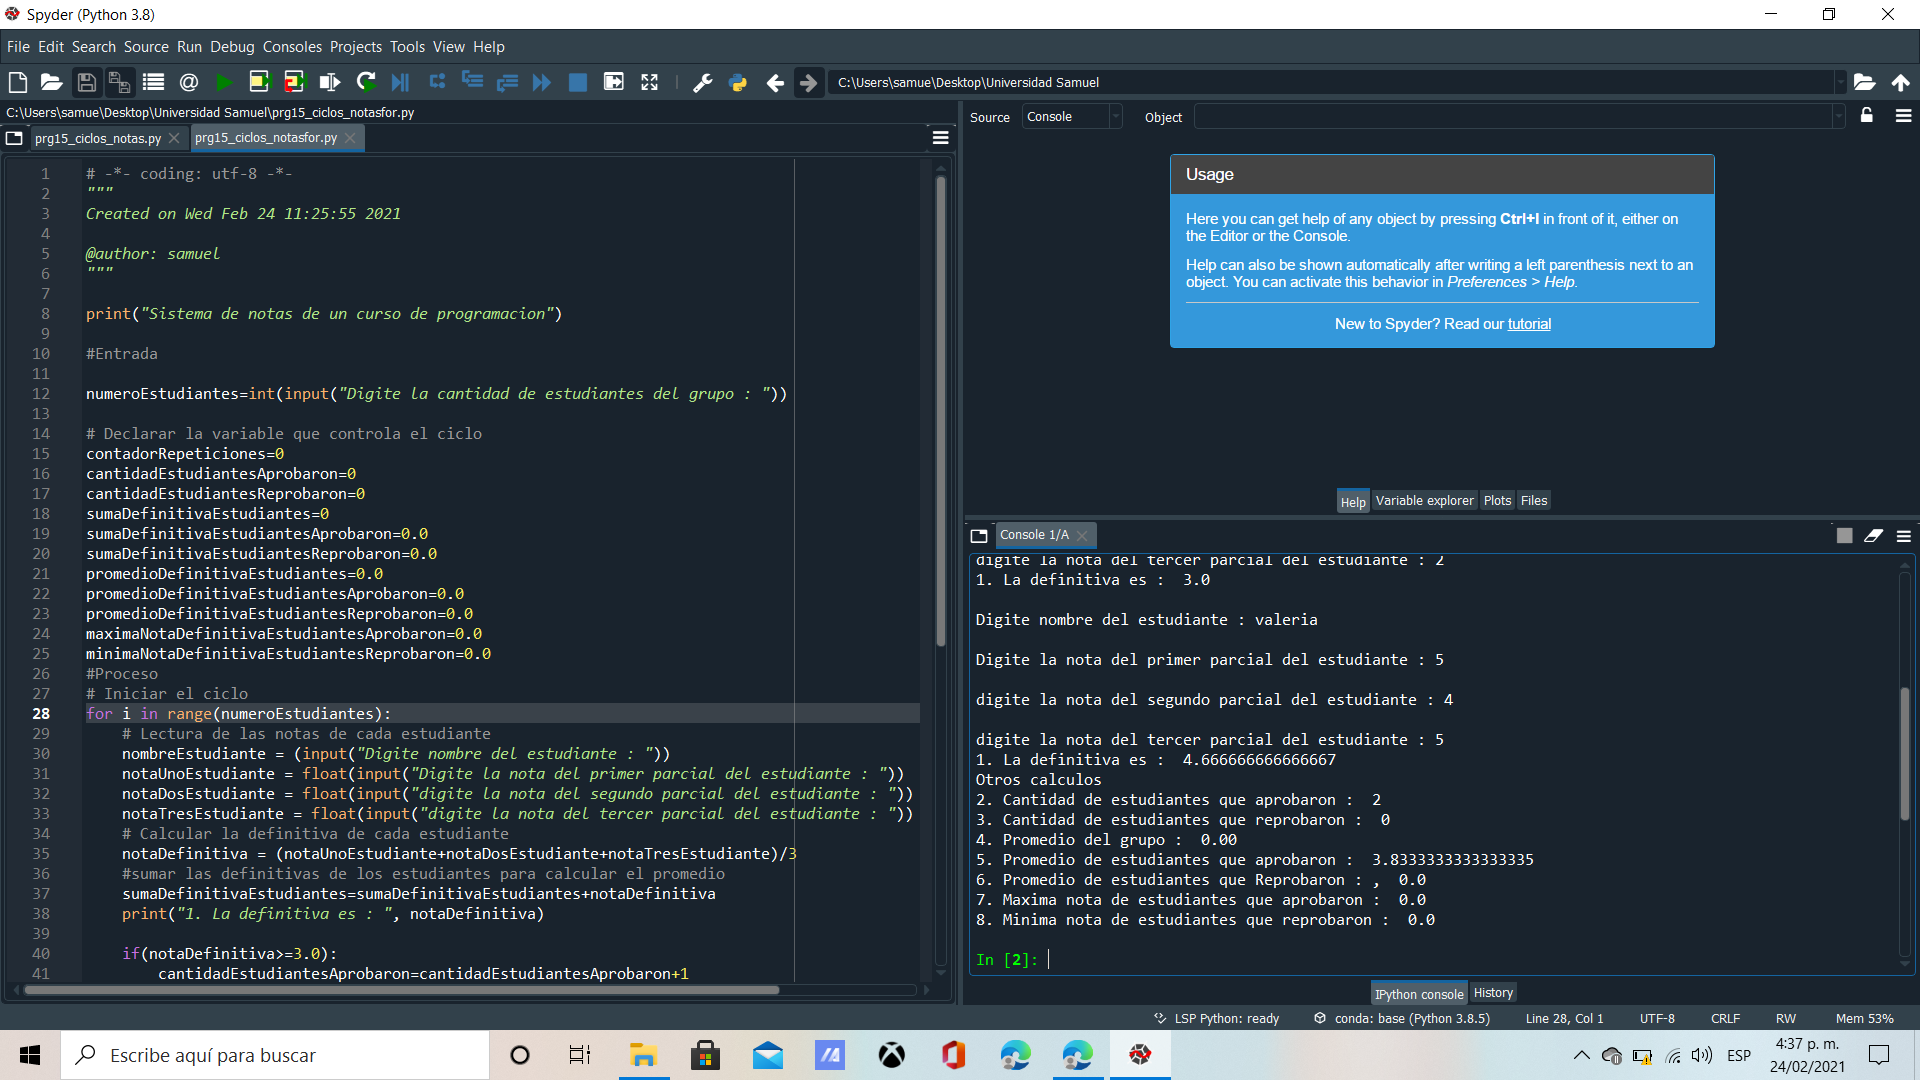 Spyder (Python 3.8)
File Edit Search Source Run Debug Consoles Projects Tools View Help
C:\Users\samue\Desktop\Universidad Samuel
C:\Users\samue\Desktop\Universidad Samuel\prg15_ciclos_notasfor.py
prg15_ciclos_notas.py
prg15_ciclos_notasfor.py
1 # -*- coding: utf-8 -*-
2 """
3 Created on Wed Feb 24 11:25:55 2021
4
5 @author: samuel
6 """
7
8 print("Sistema de notas de un curso de programacion")
9
10 #Entrada
11
12 numeroEstudiantes=int(input("Digite la cantidad de estudiantes del grupo : "))
13
14 # Declarar la variable que controla el ciclo
15 contadorRepeticiones=0
16 cantidadEstudiantesAprobaron=0
17 cantidadEstudiantesReprobaron=0
18 sumaDefinitivaEstudiantes=0
19 sumaDefinitivaEstudiantesAprobaron=0.0
20 sumaDefinitivaEstudiantesReprobaron=0.0
21 promedioDefinitivaEstudiantes=0.0
22 promedioDefinitivaEstudiantesAprobaron=0.0
23 promedioDefinitivaEstudiantesReprobaron=0.0
24 maximaNotaDefinitivaEstudiantesAprobaron=0.0
25 minimaNotaDefinitivaEstudiantesReprobaron=0.0
26 #Proceso
27 # Iniciar el ciclo
28 for i in range(numeroEstudiantes):
29 # Lectura de las notas de cada estudiante
30 nombreEstudiante = (input("Digite nombre del estudiante : "))
31 notaUnoEstudiante = float(input("Digite la nota del primer parcial del estudiante : "))
32 notaDosEstudiante = float(input("digite la nota del segundo parcial del estudiante : "))
33 notaTresEstudiante = float(input("digite la nota del tercer parcial del estudiante : "))
34 # Calcular la definitiva de cada estudiante
35 notaDefinitiva = (notaUnoEstudiante+notaDosEstudiante+notaTresEstudiante)/3
36 #sumar las definitivas de los estudiantes para calcular el promedio
37 sumaDefinitivaEstudiantes=sumaDefinitivaEstudiantes+notaDefinitiva
38 print("1. La definitiva es : ", notaDefinitiva)
39
40 if(notaDefinitiva>=3.0):
41 cantidadEstudiantesAprobaron=cantidadEstudiantesAprobaron+1
Source Console Object
Usage
Here you can get help of any object by pressing Ctrl+I in front of it, either on
the Editor or the Console.
Help can also be shown automatically after writing a left parenthesis next to an
object. You can activate this behavior in Preferences > Help.
New to Spyder? Read our tutorial
Help Variable explorer Plots Files
Console 1/A
digite la nota del tercer parcial del estudiante : 2
1. La definitiva es :  3.0
Digite nombre del estudiante : valeria
Digite la nota del primer parcial del estudiante : 5
digite la nota del segundo parcial del estudiante : 4
digite la nota del tercer parcial del estudiante : 5
1. La definitiva es :  4.666666666666667
Otros calculos
2. Cantidad de estudiantes que aprobaron :  2
3. Cantidad de estudiantes que reprobaron :  0
4. Promedio del grupo :  0.00
5. Promedio de estudiantes que aprobaron :  3.8333333333333335
6. Promedio de estudiantes que Reprobaron : ,  0.0
7. Maxima nota de estudiantes que aprobaron :  0.0
8. Minima nota de estudiantes que reprobaron :  0.0
In [2]:
IPython console History
LSP Python: ready conda: base (Python 3.8.5) Line 28, Col 1 UTF-8 CRLF RW Mem 53%
Escribe aquí para buscar
ESP
4:37 p. m.
24/02/2021